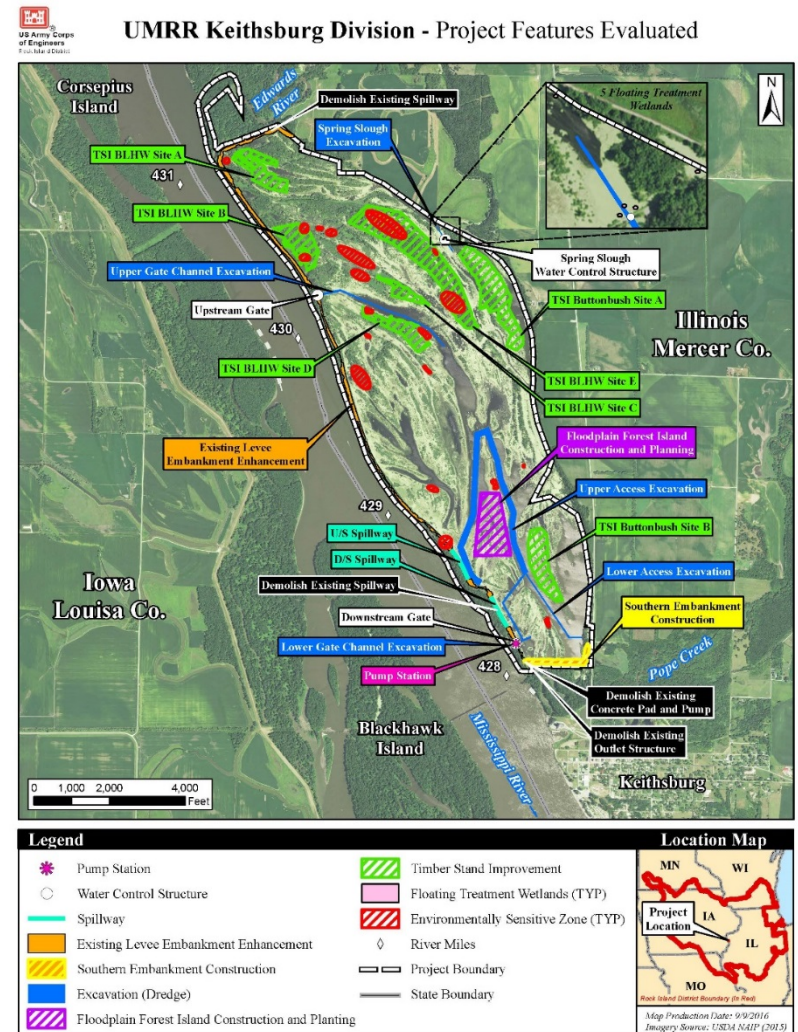 US Army Corps
of Engineers
Rock Island District
UMRR Keithsburg Division - Project Features Evaluated
Corsepius
Island
Edwards
River
Demolish Existing Spillway
Spring Slough
Excavation
5 Floating Treatment
Wetlands
N
TSI BLHW Site A
431
TSI BLHW Site B
Upper Gate Channel Excavation
Upstream Gate
430
TSI BLHW Site D
Spring Slough
Water Control Structure
TSI Buttonbush Site A
Illinois
Mercer Co.
TSI BLHW Site E
TSI BLHW Site C
Existing Levee
Embankment Enhancement
Floodplain Forest Island
Construction and Planning
Upper Access Excavation
429
U/S Spillway
TSI Buttonbush Site B
D/S Spillway
Iowa
Louisa Co.
Demolish Existing Spillway
Lower Access Excavation
Downstream Gate
Southern Embankment
Construction
Lower Gate Channel Excavation
Pump Station
428
Pope Creek
Demolish Existing
Concrete Pad and Pump
Blackhawk
Island
Mississippi River
Demolish Existing
Outlet Structure
Keithsburg
0 1,000 2,000 4,000
Feet
Legend
Pump Station
Water Control Structure
Spillway
Existing Levee Embankment Enhancement
Southern Embankment Construction
Excavation (Dredge)
Floodplain Forest Island Construction and Planting
Timber Stand Improvement
Floating Treatment Wetlands (TYP)
Environmentally Sensitive Zone (TYP)
River Miles
Project Boundary
State Boundary
Location Map
MN
WI
Project
Location
IA
IL
MO
Rock Island District Boundary (In Red)
Map Production Date: 9/9/2016
Imagery Source: USDA NAIP (2015)